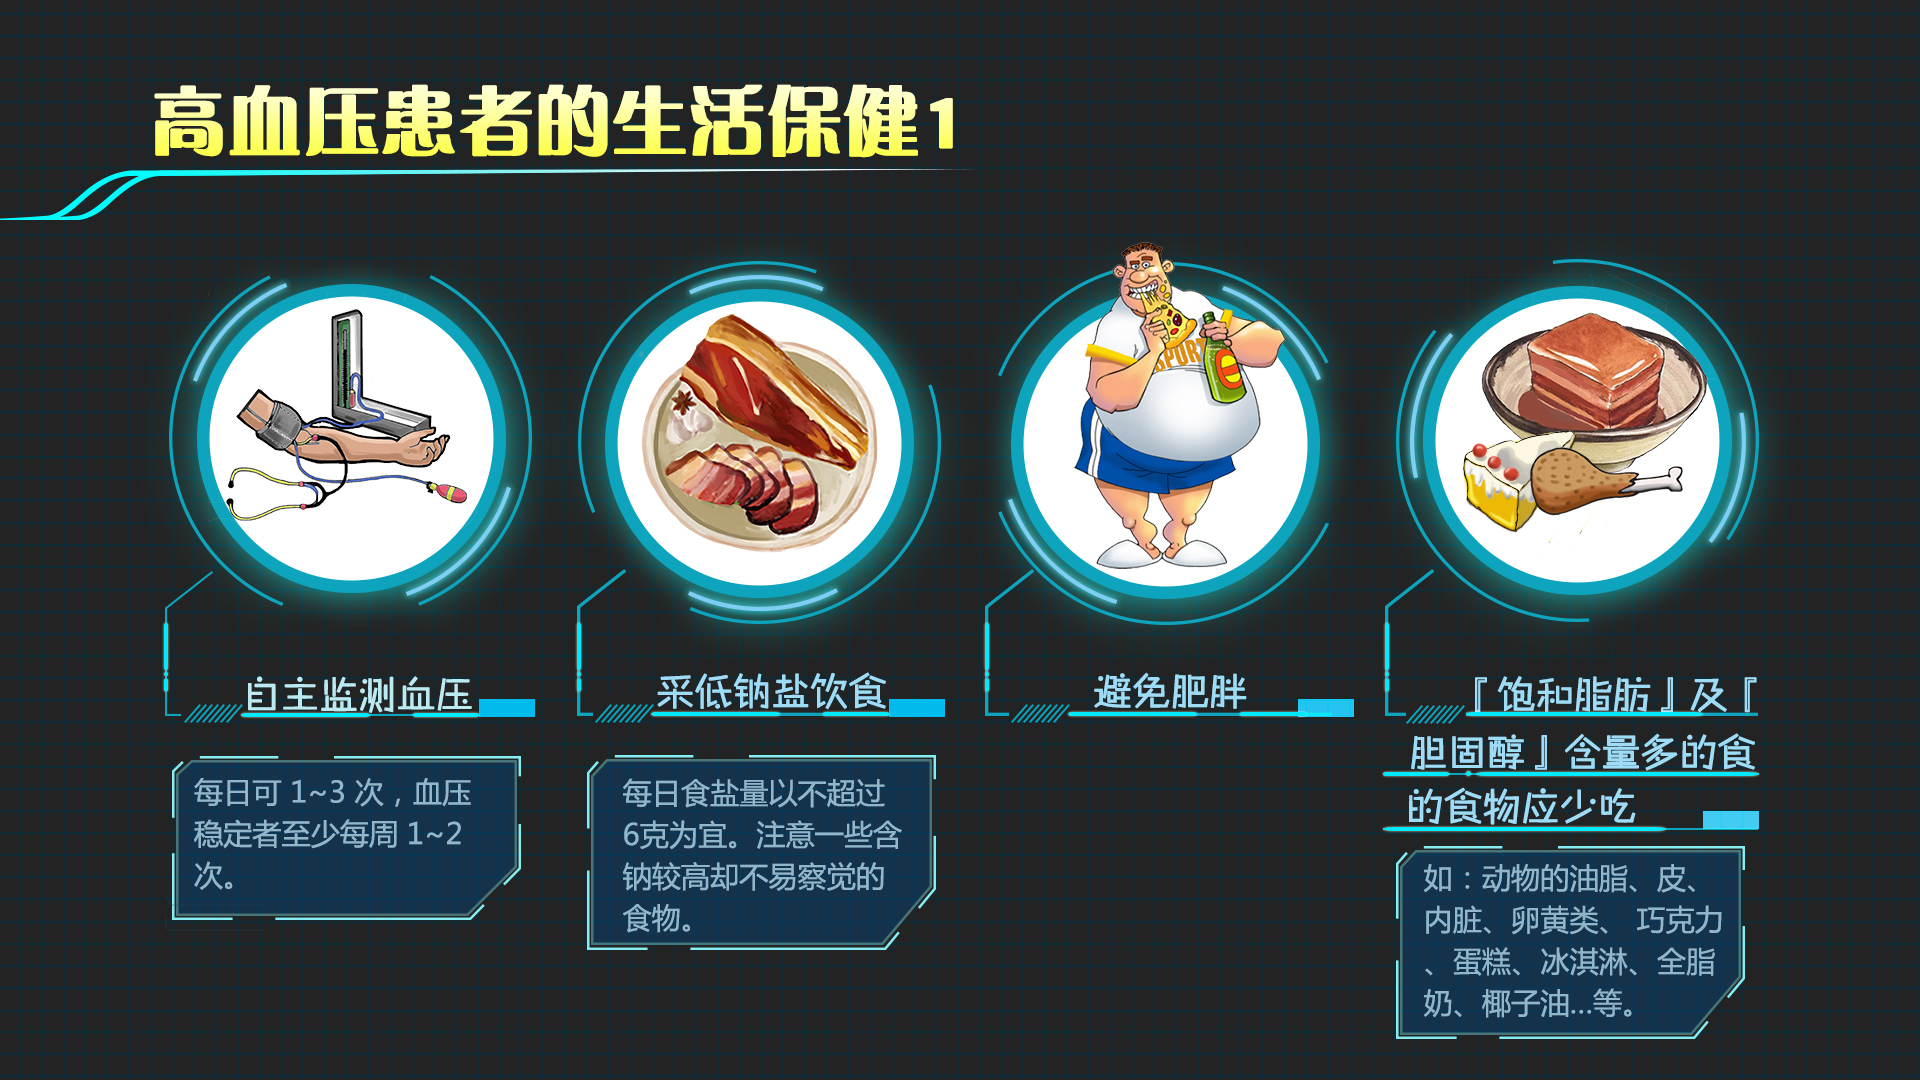 高血压患者的生活保健1
SPORT
自主监测血压
每日可 1~3 次，血压
稳定者至少每周 1~2
次。
采低钠盐饮食
每日食盐量以不超过
6克为宜。注意一些含
钠较高却不易察觉的
食物。
避免肥胖
『饱和脂肪』及『
胆固醇』含量多的食
的食物应少吃
如：动物的油脂、皮、
内脏、卵黄类、 巧克力
、蛋糕、冰淇淋、全脂
奶、椰子油...等。